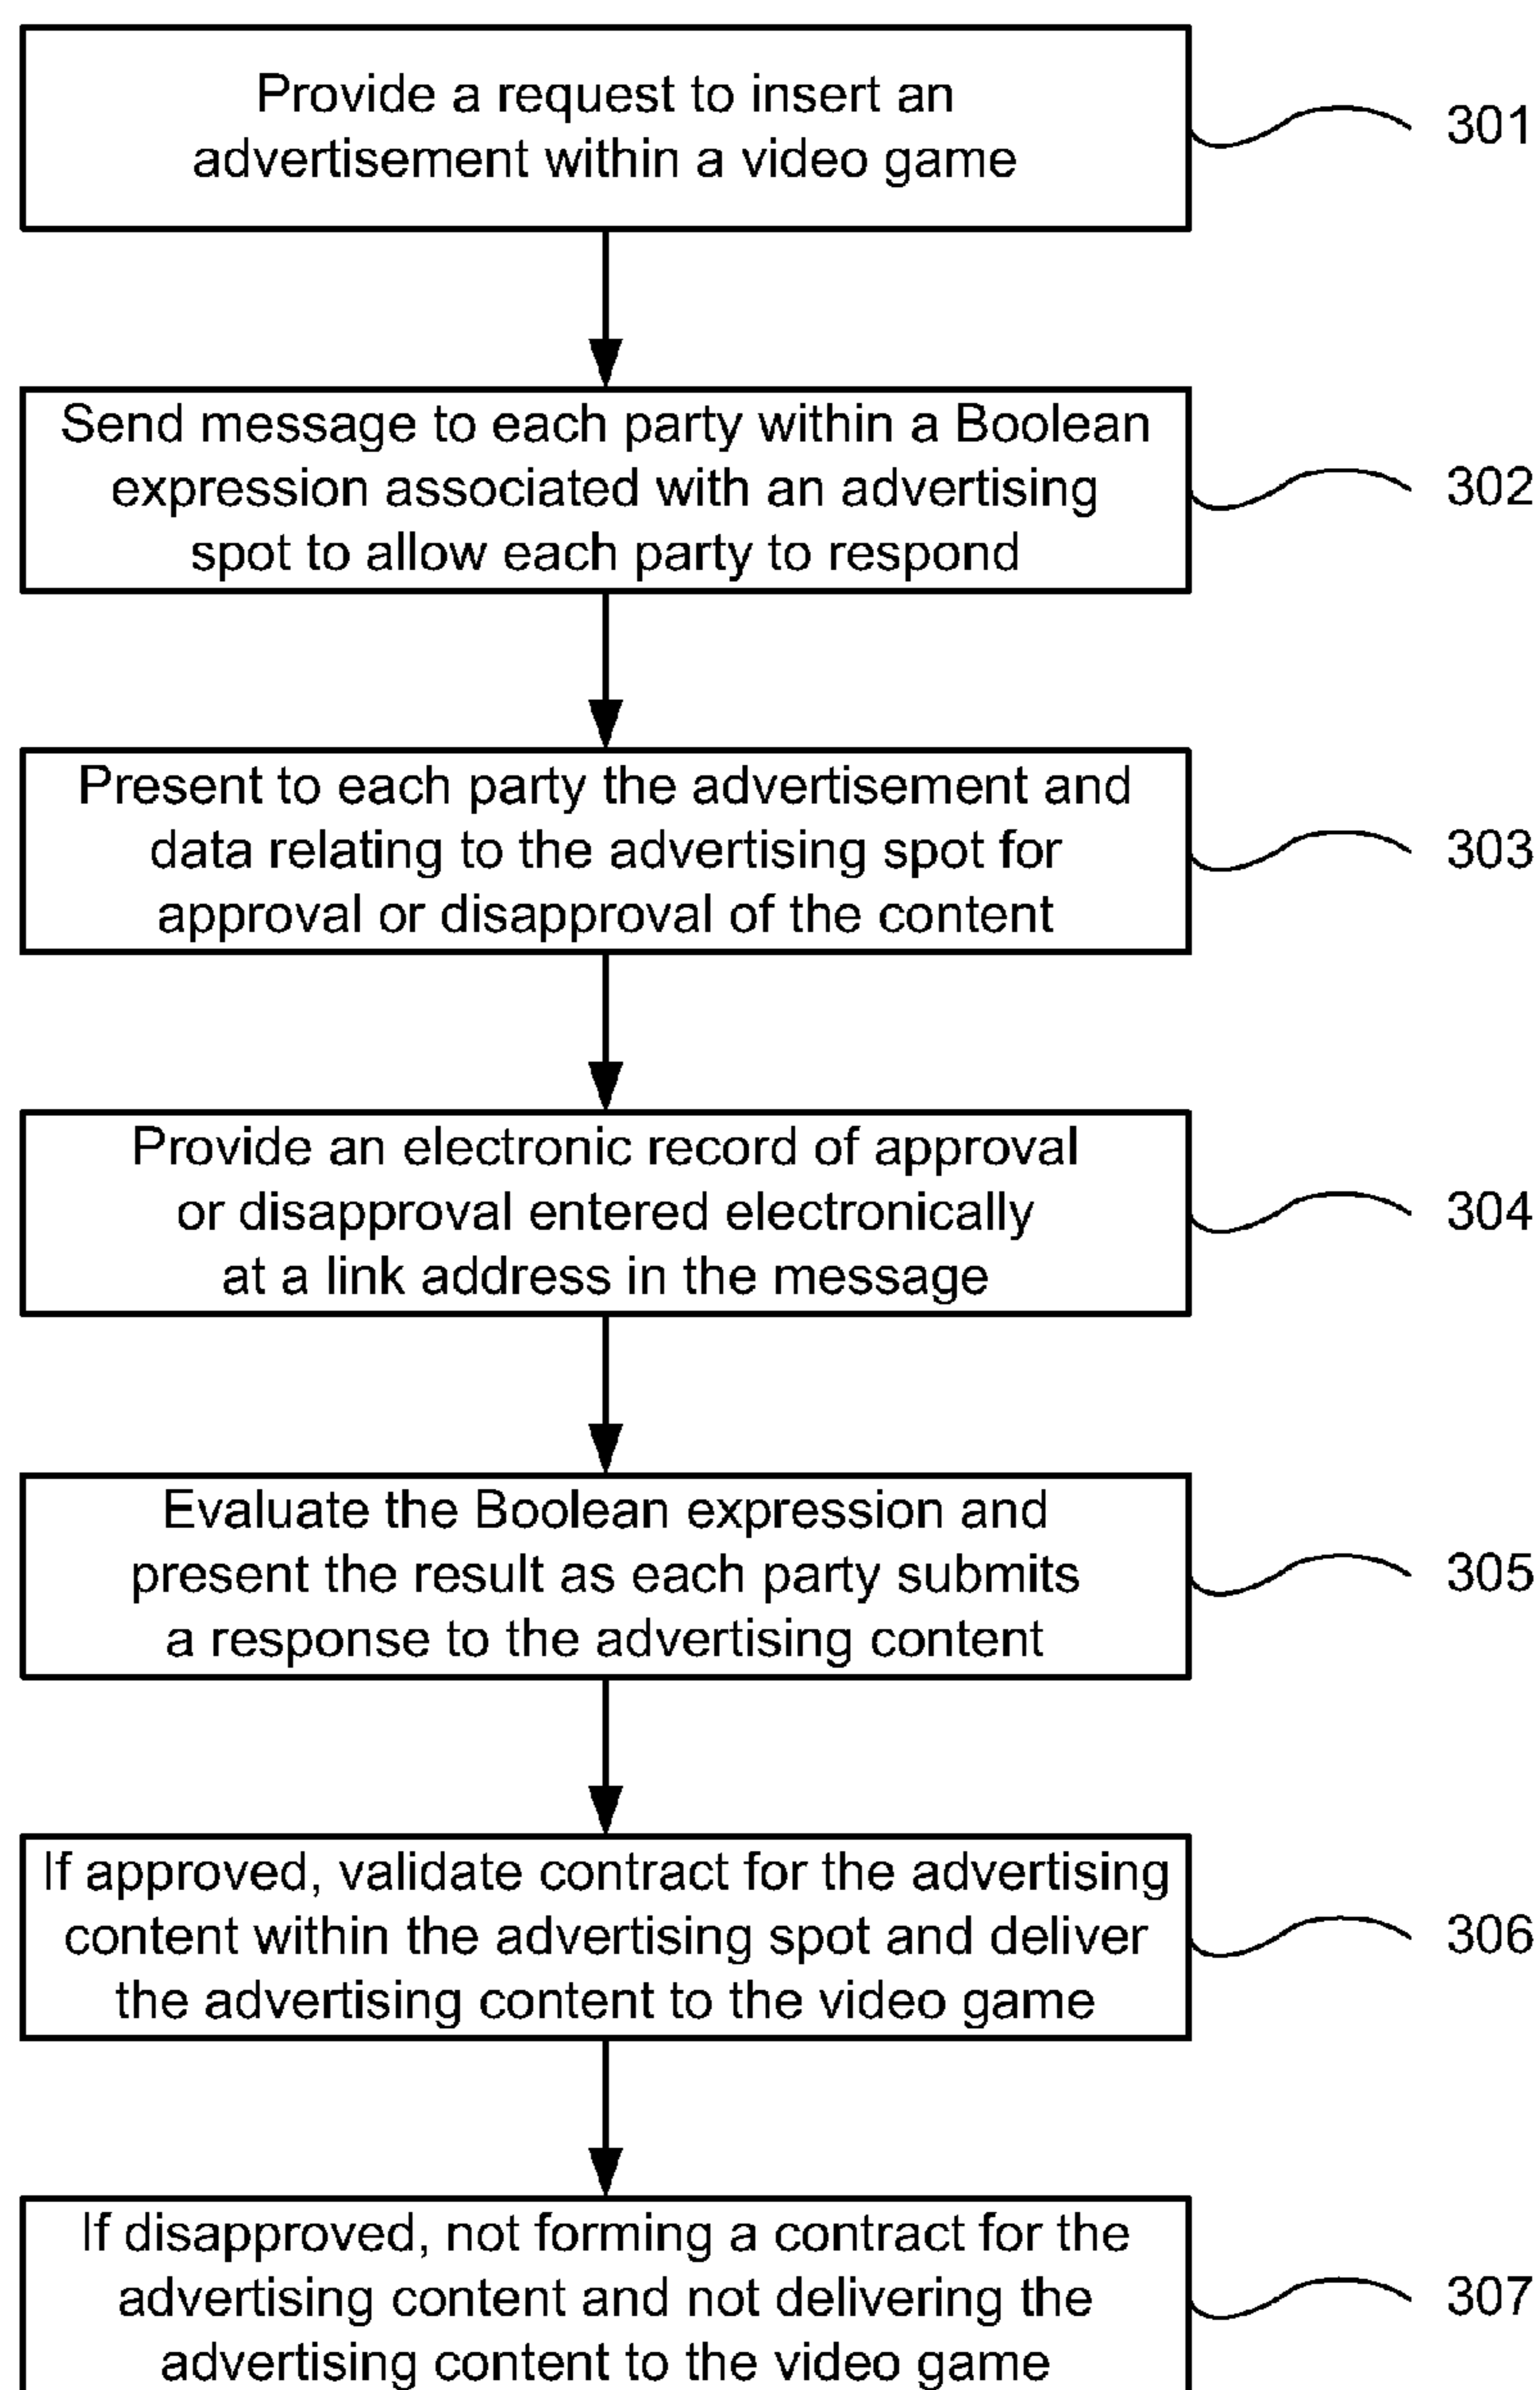 Provide a request to insert an
advertisement within a video game
301
Send message to each party within a Boolean
expression associated with an advertising
spot to allow each party to respond
302
Present to each party the advertisement and
data relating to the advertising spot for
approval or disapproval of the content
303
Provide an electronic record of approval
or disapproval entered electronically
at a link address in the message
304
Evaluate the Boolean expression and
present the result as each party submits
a response to the advertising content
305
If approved, validate contract for the advertising
content within the advertising spot and deliver
the advertising content to the video game
306
If disapproved, not forming a contract for the
advertising content and not delivering the
advertising content to the video game
307